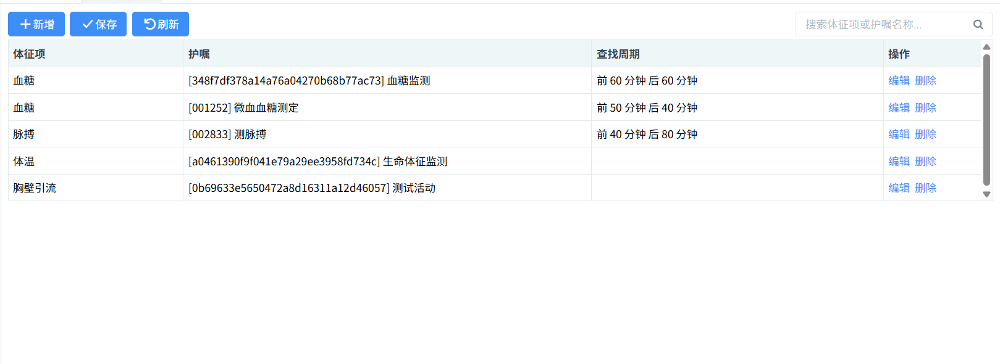 新增 保存 刷新 搜索体征项或护嘱名称...
体征项 护嘱 查找周期 操作
血糖 [348f7df378a14a76a04270b68b77ac73] 血糖监测 前 60 分钟 后 60 分钟 编辑 删除
血糖 [001252] 微血血糖测定 前 50 分钟 后 40 分钟 编辑 删除
脉搏 [002833] 测脉搏 前 40 分钟 后 80 分钟 编辑 删除
体温 [a0461390f9f041e79a29ee3958fd734c] 生命体征监测 编辑 删除
胸壁引流 [0b69633e5650472a8d16311a12d46057] 测试活动 编辑 删除